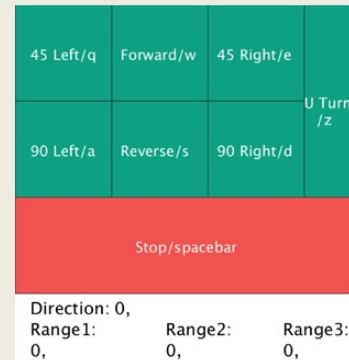 45 Left/q
Forward/w
45 Right/e
U Turn
/z
90 Left/a
Reverse/s
90 Right/d
Stop/spacebar
Direction: 0,
Range1:
0,
Range2:
0,
Range3:
0,